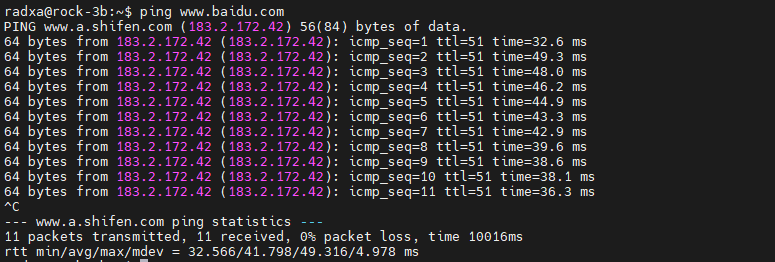 radxa@rock-3b:~$ ping www.baidu.com
PING www.a.shifen.com (183.2.172.42) 56(84) bytes of data.
64 bytes from 183.2.172.42 (183.2.172.42): icmp_seq=1 ttl=51 time=32.6 ms
64 bytes from 183.2.172.42 (183.2.172.42): icmp_seq=2 ttl=51 time=49.3 ms
64 bytes from 183.2.172.42 (183.2.172.42): icmp_seq=3 ttl=51 time=48.0 ms
64 bytes from 183.2.172.42 (183.2.172.42): icmp_seq=4 ttl=51 time=46.2 ms
64 bytes from 183.2.172.42 (183.2.172.42): icmp_seq=5 ttl=51 time=44.9 ms
64 bytes from 183.2.172.42 (183.2.172.42): icmp_seq=6 ttl=51 time=43.3 ms
64 bytes from 183.2.172.42 (183.2.172.42): icmp_seq=7 ttl=51 time=42.9 ms
64 bytes from 183.2.172.42 (183.2.172.42): icmp_seq=8 ttl=51 time=39.6 ms
64 bytes from 183.2.172.42 (183.2.172.42): icmp_seq=9 ttl=51 time=38.6 ms
64 bytes from 183.2.172.42 (183.2.172.42): icmp_seq=10 ttl=51 time=38.1 ms
64 bytes from 183.2.172.42 (183.2.172.42): icmp_seq=11 ttl=51 time=36.3 ms
^C
--- www.a.shifen.com ping statistics ---
11 packets transmitted, 11 received, 0% packet loss, time 10016ms
rtt min/avg/max/mdev = 32.566/41.798/49.316/4.978 ms